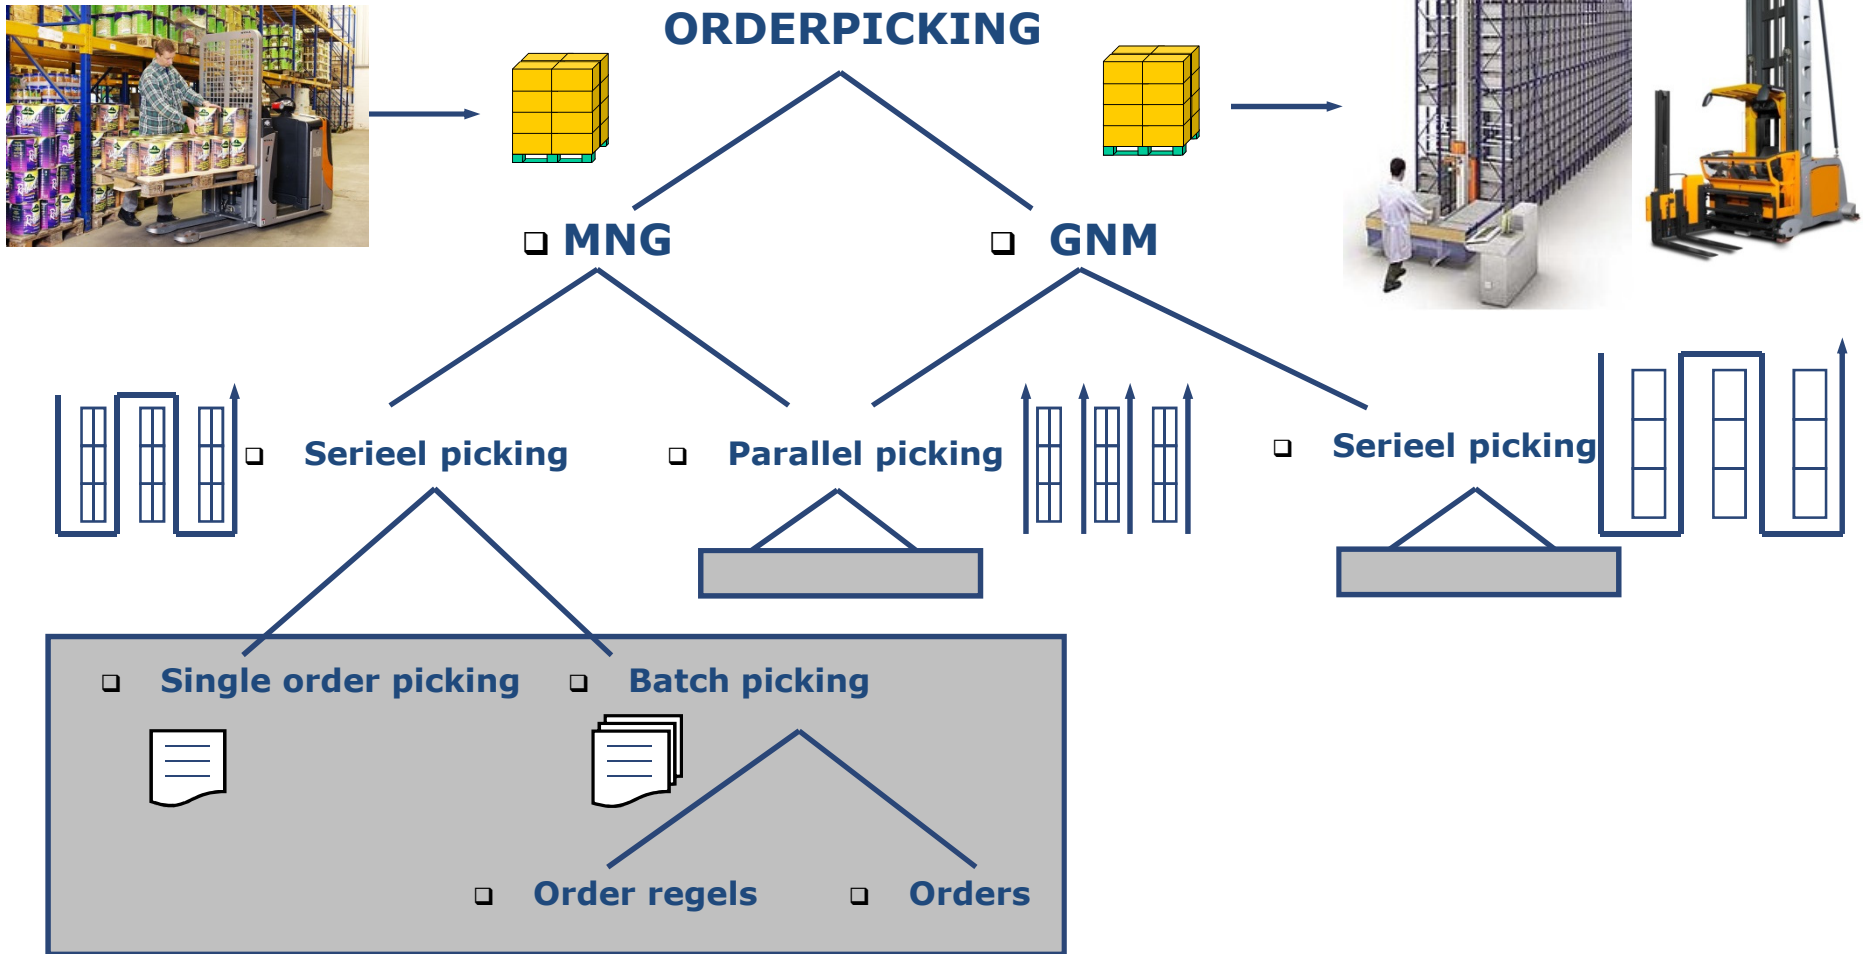 ORDERPICKING
MNG
GNM
Serieel picking
Parallel picking
Serieel picking
Single order picking
Batch picking
Order regels
Orders